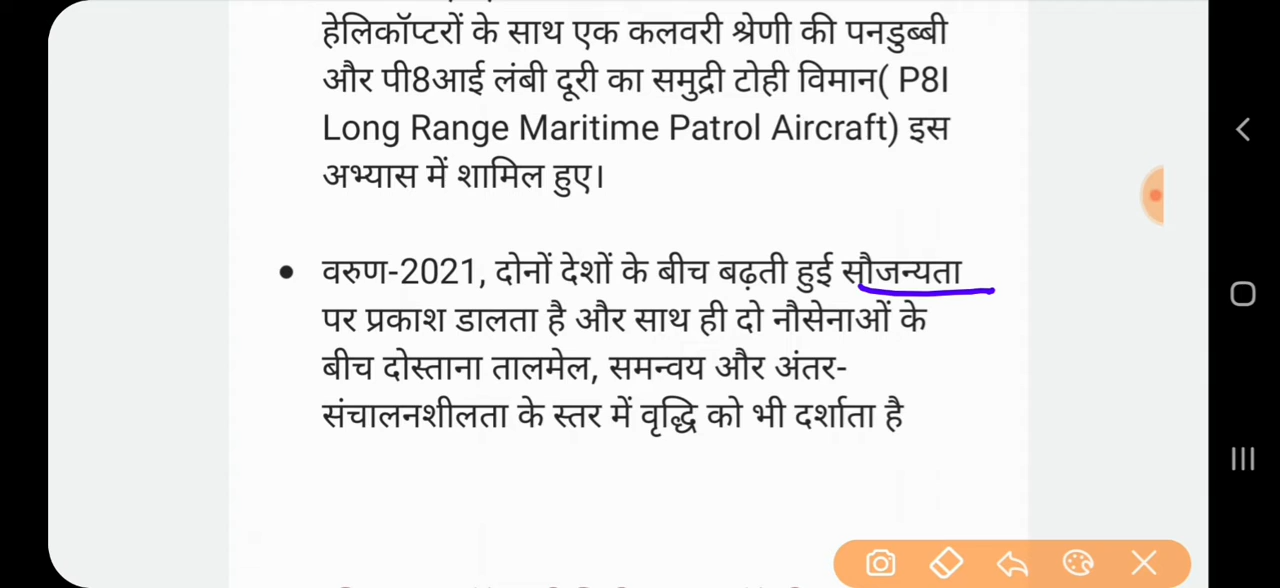 हेलिकॉप्टरों के साथ एक कलवरी श्रेणी की पनडुब्बी
और पी8आई लंबी दूरी का समुद्री टोही विमान( P8I
Long Range Maritime Patrol Aircraft) इस
अभ्यास में शामिल हुए।
• वरुण-2021, दोनों देशों के बीच बढ़ती हुई सौजन्यता
पर प्रकाश डालता है और साथ ही दो नौसेनाओं के
बीच दोस्ताना तालमेल, समन्वय और अंतर-
संचालनशीलता के स्तर में वृद्धि को भी दर्शाता है